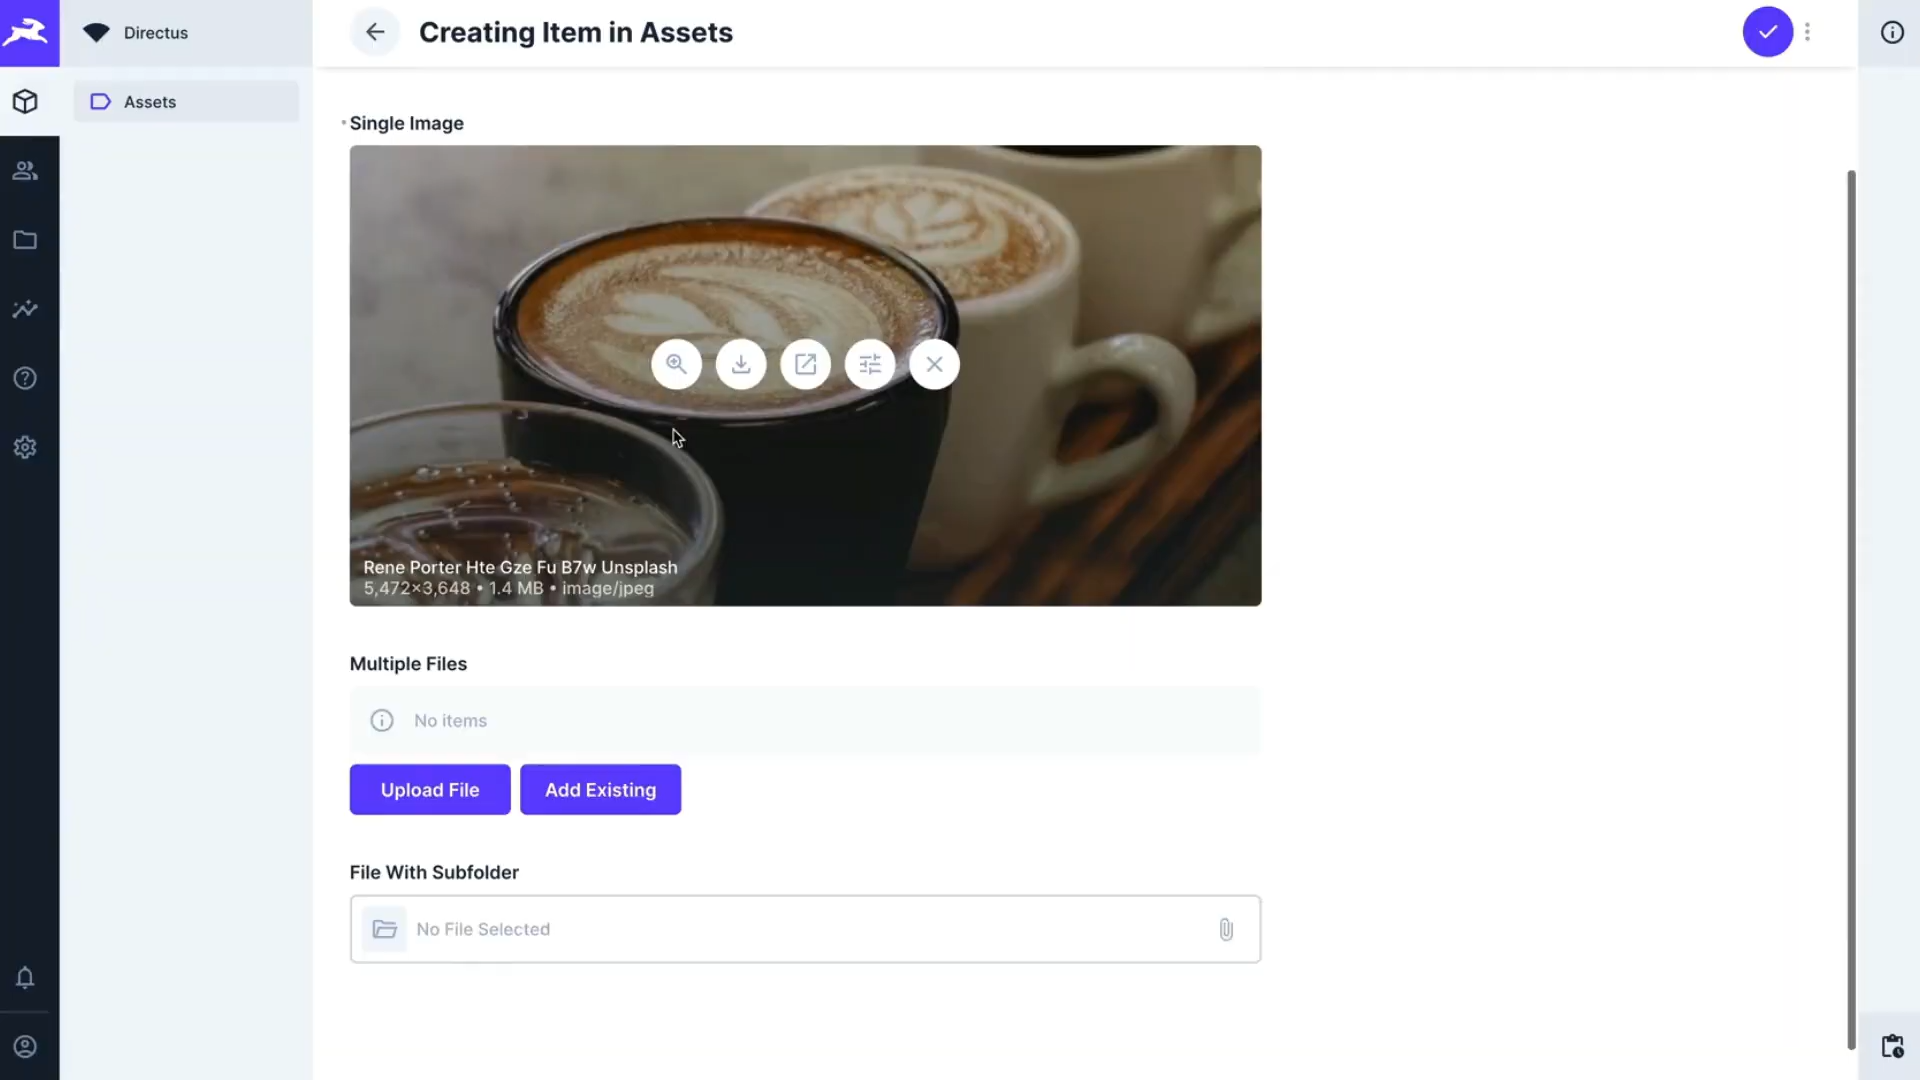 Directus
Creating Item in Assets
Assets
Single Image
Rene Porter Hte Gze Fu B7w Unsplash
5,472×3,648 • 1.4 MB • image/jpeg
Multiple Files
No items
Upload File
Add Existing
File With Subfolder
No File Selected